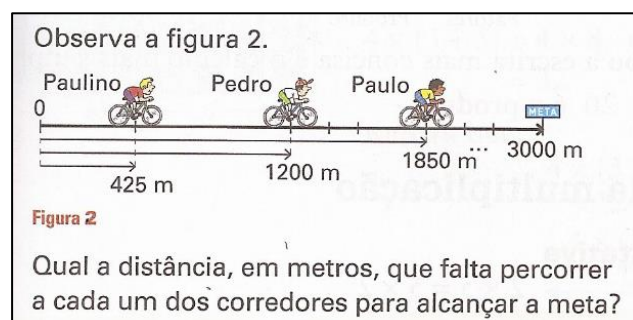 Observa a figura 2.
Paulino Pedro Paulo
0
META
425 m 1200 m 1850 m ... 3000 m
Figura 2
Qual a distância, em metros, que falta percorrer
a cada um dos corredores para alcançar a meta?